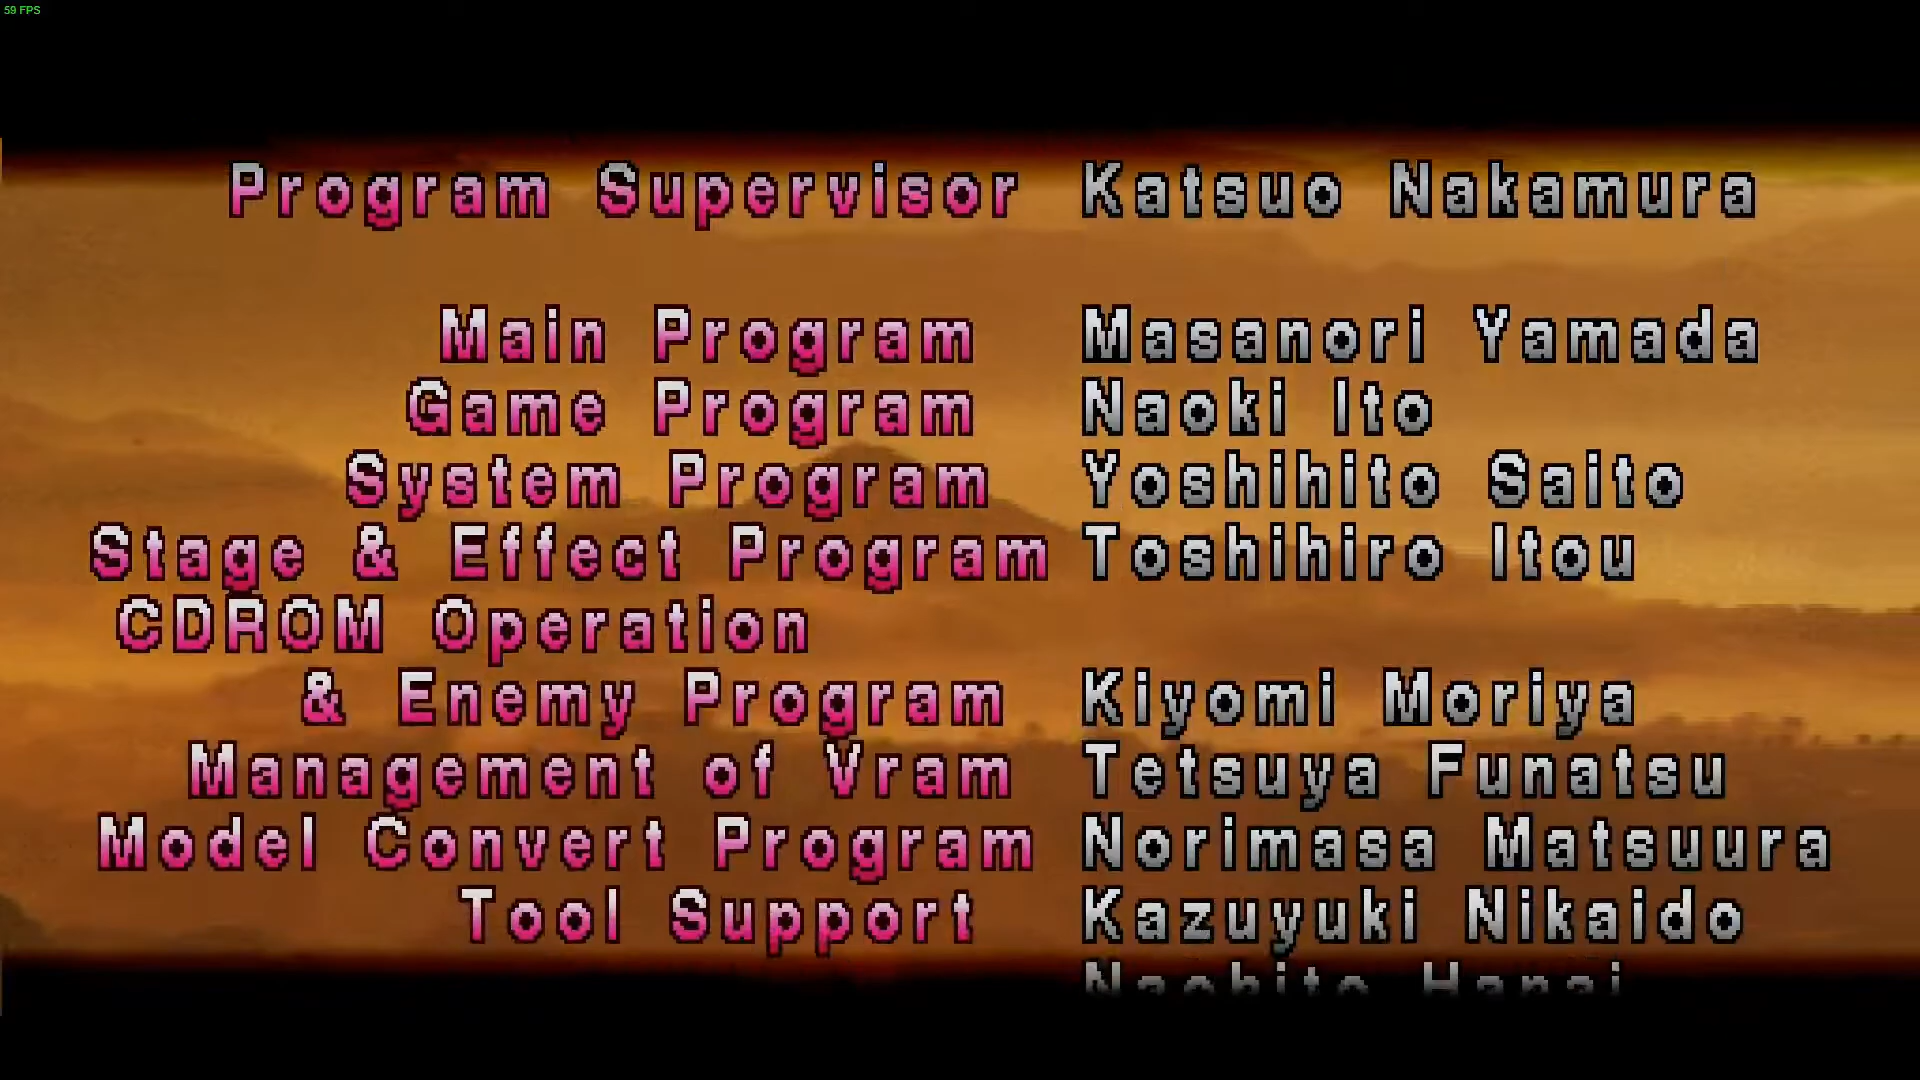 59 FPS
Program Supervisor Katsuo Nakamura
Main Program Masanori Yamada
Game Program Naoki Ito
System Program Yoshihito Saito
Stage & Effect Program Toshihiro Itou
CDROM Operation
& Enemy Program Kiyomi Moriya
Management of Vram Tetsuya Funatsu
Model Convert Program Norimasa Matsuura
Tool Support Kazuyuki Nikaido